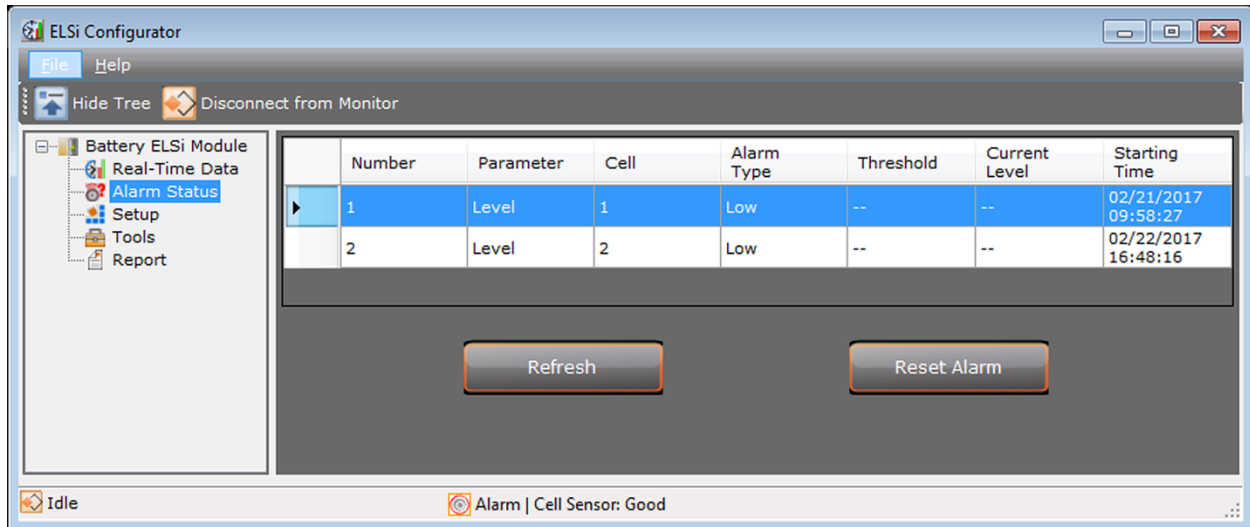 ELSi Configurator
File Help
Hide Tree Disconnect from Monitor
Battery ELSi Module
Real-Time Data
Alarm Status
Setup
Tools
Report
Number Parameter Cell Alarm Type Threshold Current Level Starting Time
1 Level 1 Low -- -- 02/21/2017 09:58:27
2 Level 2 Low -- -- 02/22/2017 16:48:16
Refresh Reset Alarm
Idle Alarm | Cell Sensor: Good